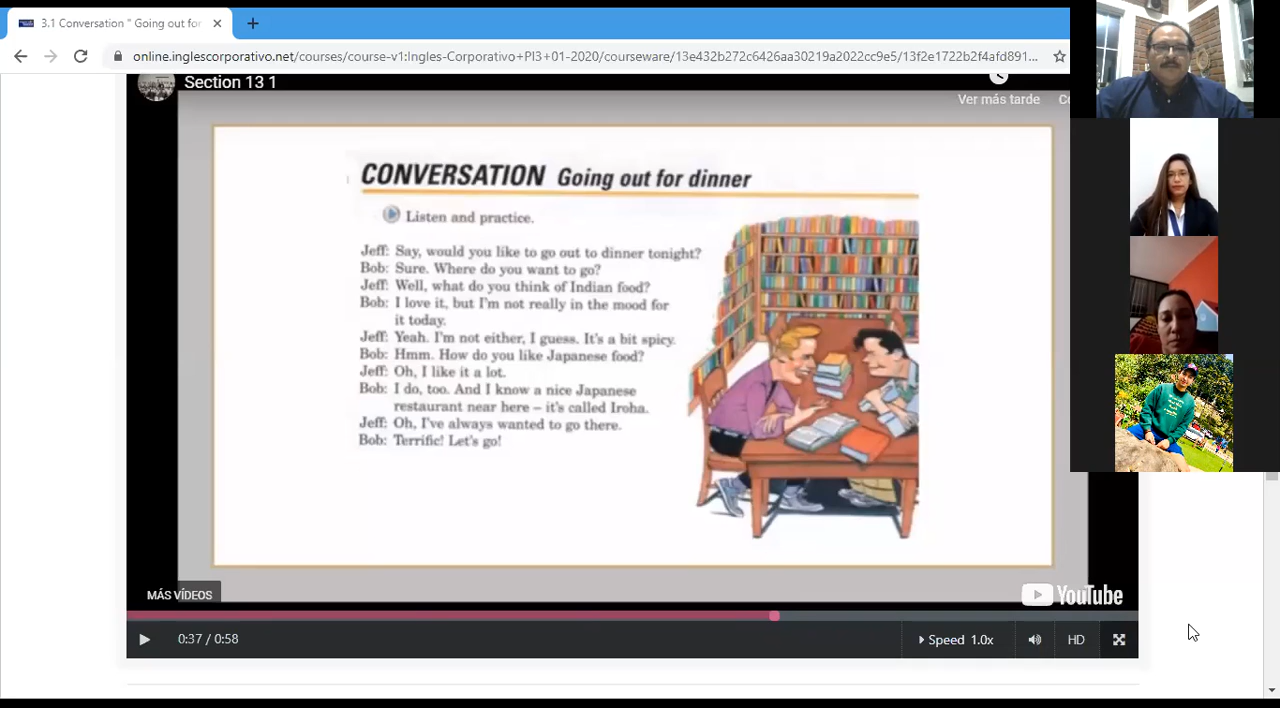 3.1 Conversation " Going out for
online.inglescorporativo.net/courses/course-v1:Ingles-Corporativo+PI3+01-2020/courseware/13e432b272c6426aa30219a2022cc9e5/13f2e1722b2f4afd891...
Section 13 1
Ver más tarde
CONVERSATION Going out for dinner
Listen and practice.
Jeff: Say, would you like to go out to dinner tonight?
Bob: Sure. Where do you want to go?
Jeff: Well, what do you think of Indian food?
Bob: I love it, but I'm not really in the mood for
it today.
Jeff: Yeah. I'm not either, I guess. It's a bit spicy.
Bob: Hmm. How do you like Japanese food?
Jeff: Oh, I like it a lot.
Bob: I do, too. And I know a nice Japanese
restaurant near here – it's called Iroha.
Jeff: Oh, I've always wanted to go there.
Bob: Terrific! Let's go!
MÁS VÍDEOS
YouTube
0:37 / 0:58
Speed 1.0x
HD